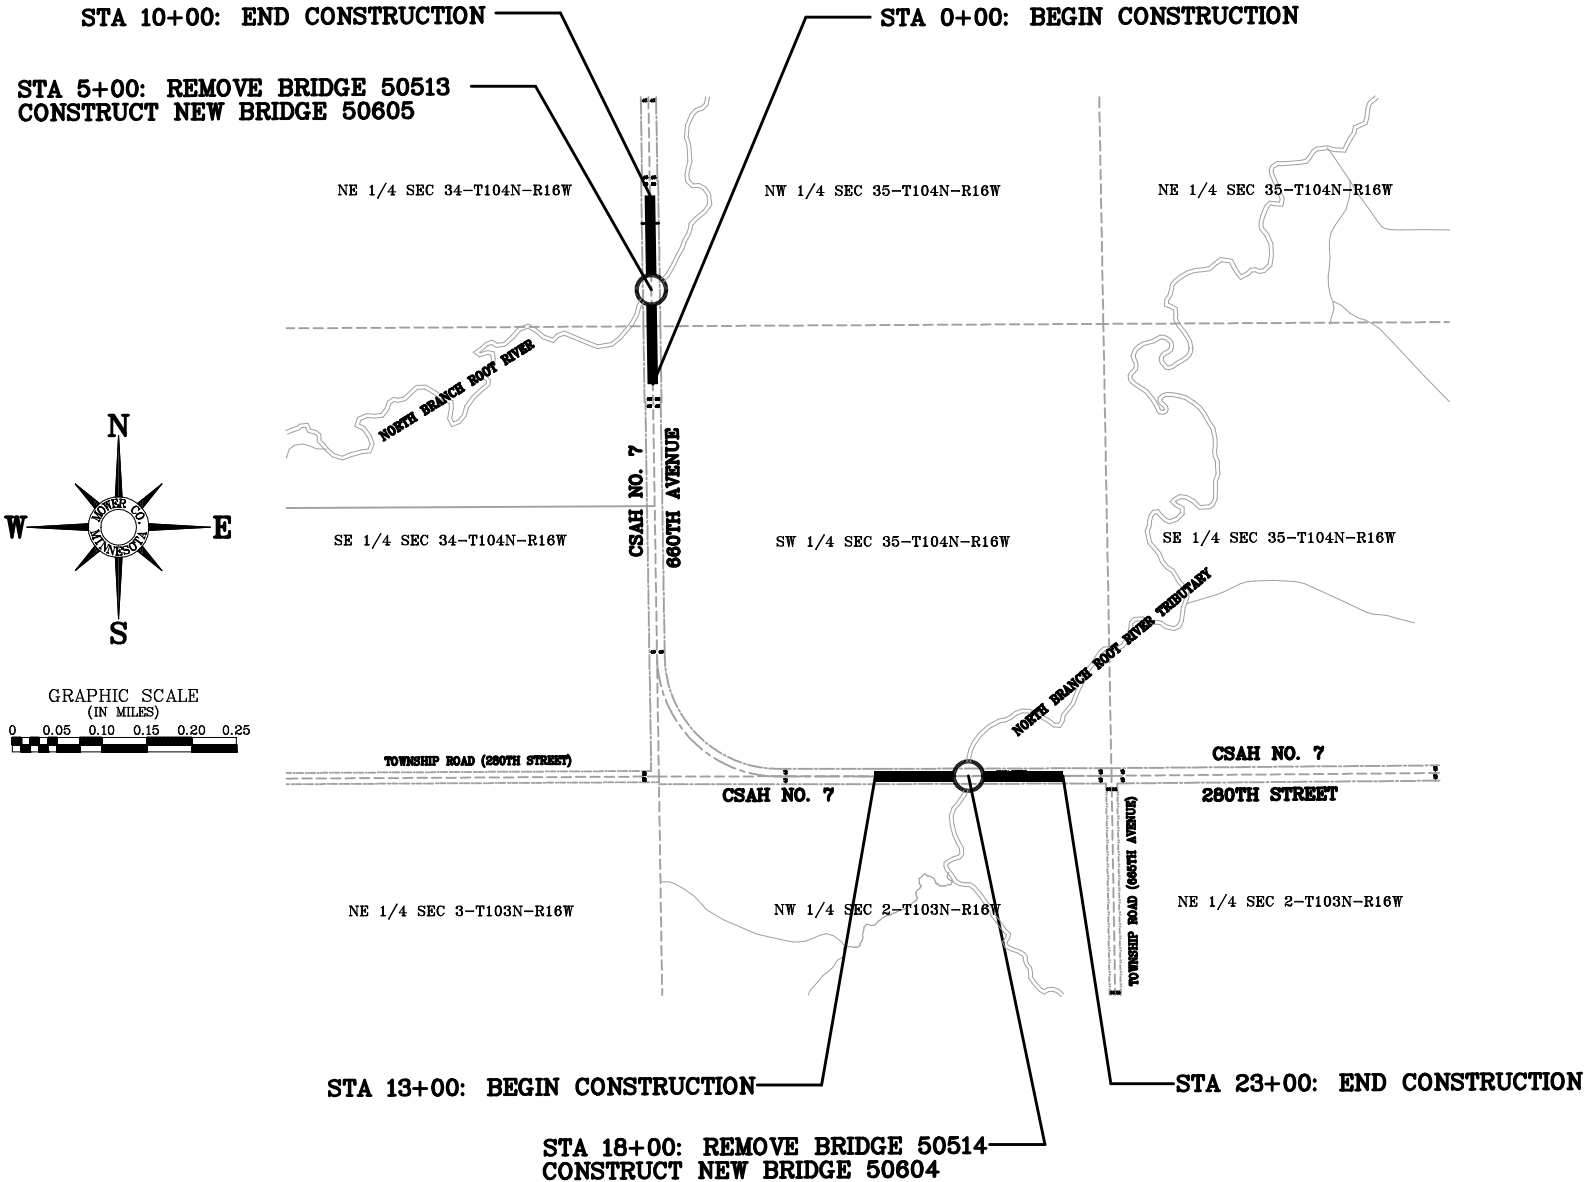 STA 10+00: END CONSTRUCTION
STA 0+00: BEGIN CONSTRUCTION
STA 5+00: REMOVE BRIDGE 50513
CONSTRUCT NEW BRIDGE 50605
NE 1/4 SEC 34-T104N-R16W
NW 1/4 SEC 35-T104N-R16W
NE 1/4 SEC 35-T104N-R16W
NORTH BRANCH ROOT RIVER
N
W
E
S
MOWER CO.
MINNESOTA
CSAH NO. 7
660TH AVENUE
SE 1/4 SEC 34-T104N-R16W
SW 1/4 SEC 35-T104N-R16W
SE 1/4 SEC 35-T104N-R16W
NORTH BRANCH ROOT RIVER TRIBUTARY
GRAPHIC SCALE
(IN MILES)
0 0.05 0.10 0.15 0.20 0.25
TOWNSHIP ROAD (280TH STREET)
CSAH NO. 7
CSAH NO. 7
280TH STREET
TOWNSHIP ROAD (665TH AVENUE)
NE 1/4 SEC 3-T103N-R16W
NW 1/4 SEC 2-T103N-R16W
NE 1/4 SEC 2-T103N-R16W
STA 13+00: BEGIN CONSTRUCTION
STA 23+00: END CONSTRUCTION
STA 18+00: REMOVE BRIDGE 50514
CONSTRUCT NEW BRIDGE 50604